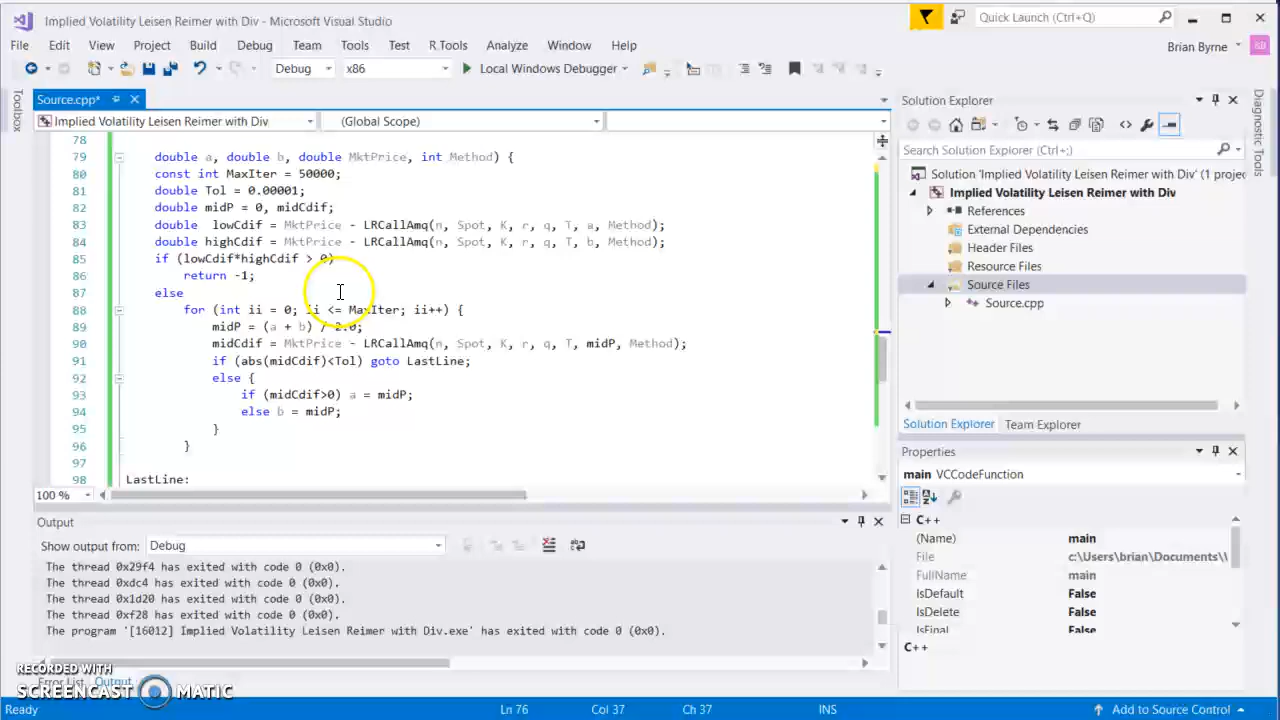 Implied Volatility Leisen Reimer with Div - Microsoft Visual Studio
Quick Launch (Ctrl+Q)
File Edit View Project Build Debug Team Tools Test R Tools Analyze Window Help
Brian Byrne
BB
Debug x86 Local Windows Debugger
Toolbox
Source.cpp*
Implied Volatility Leisen Reimer with Div (Global Scope)
78
79 double a, double b, double MktPrice, int Method) {
80 const int MaxIter = 50000;
81 double Tol = 0.00001;
82 double midP = 0, midCdif;
83 double lowCdif = MktPrice - LRCallAmq(n, Spot, K, r, q, T, a, Method);
84 double highCdif = MktPrice - LRCallAmq(n, Spot, K, r, q, T, b, Method);
85 if (lowCdif*highCdif > 0)
86 return -1;
87 else
88 for (int ii = 0; ii <= MaxIter; ii++) {
89 midP = (a + b) / 2.0;
90 midCdif = MktPrice - LRCallAmq(n, Spot, K, r, q, T, midP, Method);
91 if (abs(midCdif)<Tol) goto LastLine;
92 else {
93 if (midCdif>0) a = midP;
94 else b = midP;
95 }
96 }
97
98 LastLine:
100 %
Output
Show output from: Debug
The thread 0x29f4 has exited with code 0 (0x0).
The thread 0xdc4 has exited with code 0 (0x0).
The thread 0x1d20 has exited with code 0 (0x0).
The thread 0xf28 has exited with code 0 (0x0).
The program '[16012] Implied Volatility Leisen Reimer with Div.exe' has exited with code 0 (0x0).
Error List Output
RECORDED WITH
SCREENCAST MATIC
Solution Explorer
Search Solution Explorer (Ctrl+;)
Solution 'Implied Volatility Leisen Reimer with Div' (1 projec
Implied Volatility Leisen Reimer with Div
References
External Dependencies
Header Files
Resource Files
Source Files
Source.cpp
Solution Explorer Team Explorer
Properties
main VCCodeFunction
C++
(Name) main
File c:\Users\brian\Documents\\
FullName main
IsDefault False
IsDelete False
IsFinal False
C++
Diagnostic Tools
Ready Ln 76 Col 37 Ch 37 INS Add to Source Control